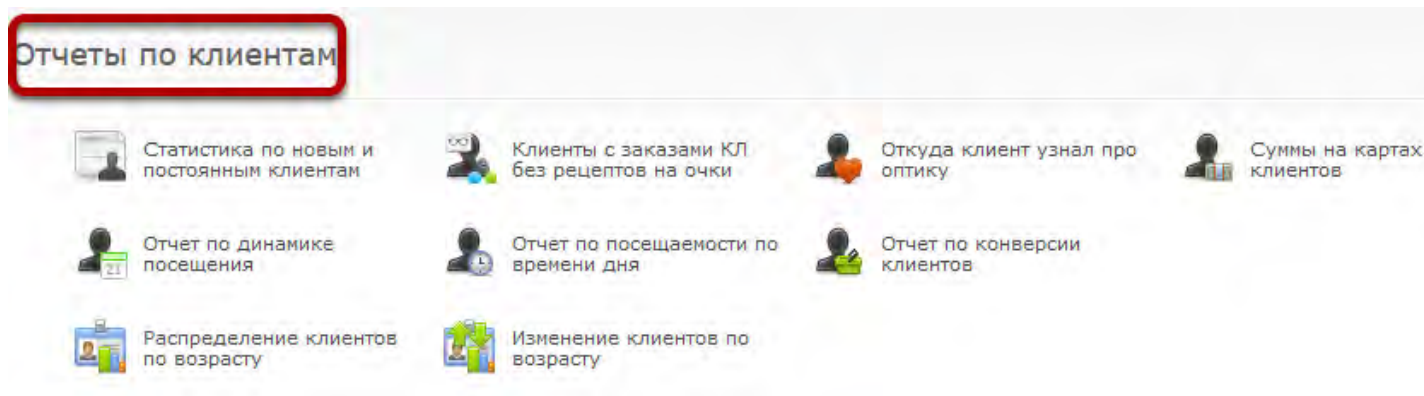 Отчеты по клиентам
Статистика по новым и
постоянным клиентам
Клиенты с заказами КЛ
без рецептов на очки
Откуда клиент узнал про
оптику
Суммы на картах
клиентов
Отчет по динамике
посещения
Отчет по посещаемости по
времени дня
Отчет по конверсии
клиентов
Распределение клиентов
по возрасту
Изменение клиентов по
возрасту